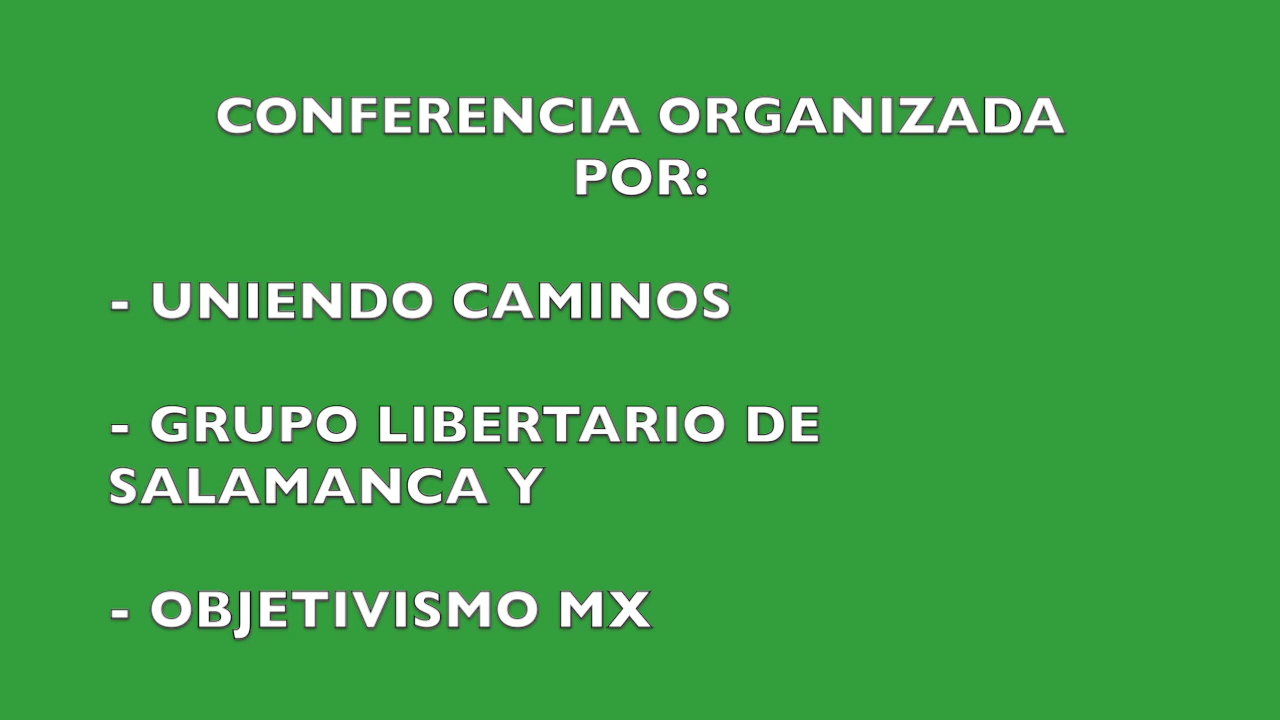 CONFERENCIA ORGANIZADA
POR:
- UNIENDO CAMINOS
- GRUPO LIBERTARIO DE
SALAMANCA Y
- OBJETIVISMO MX